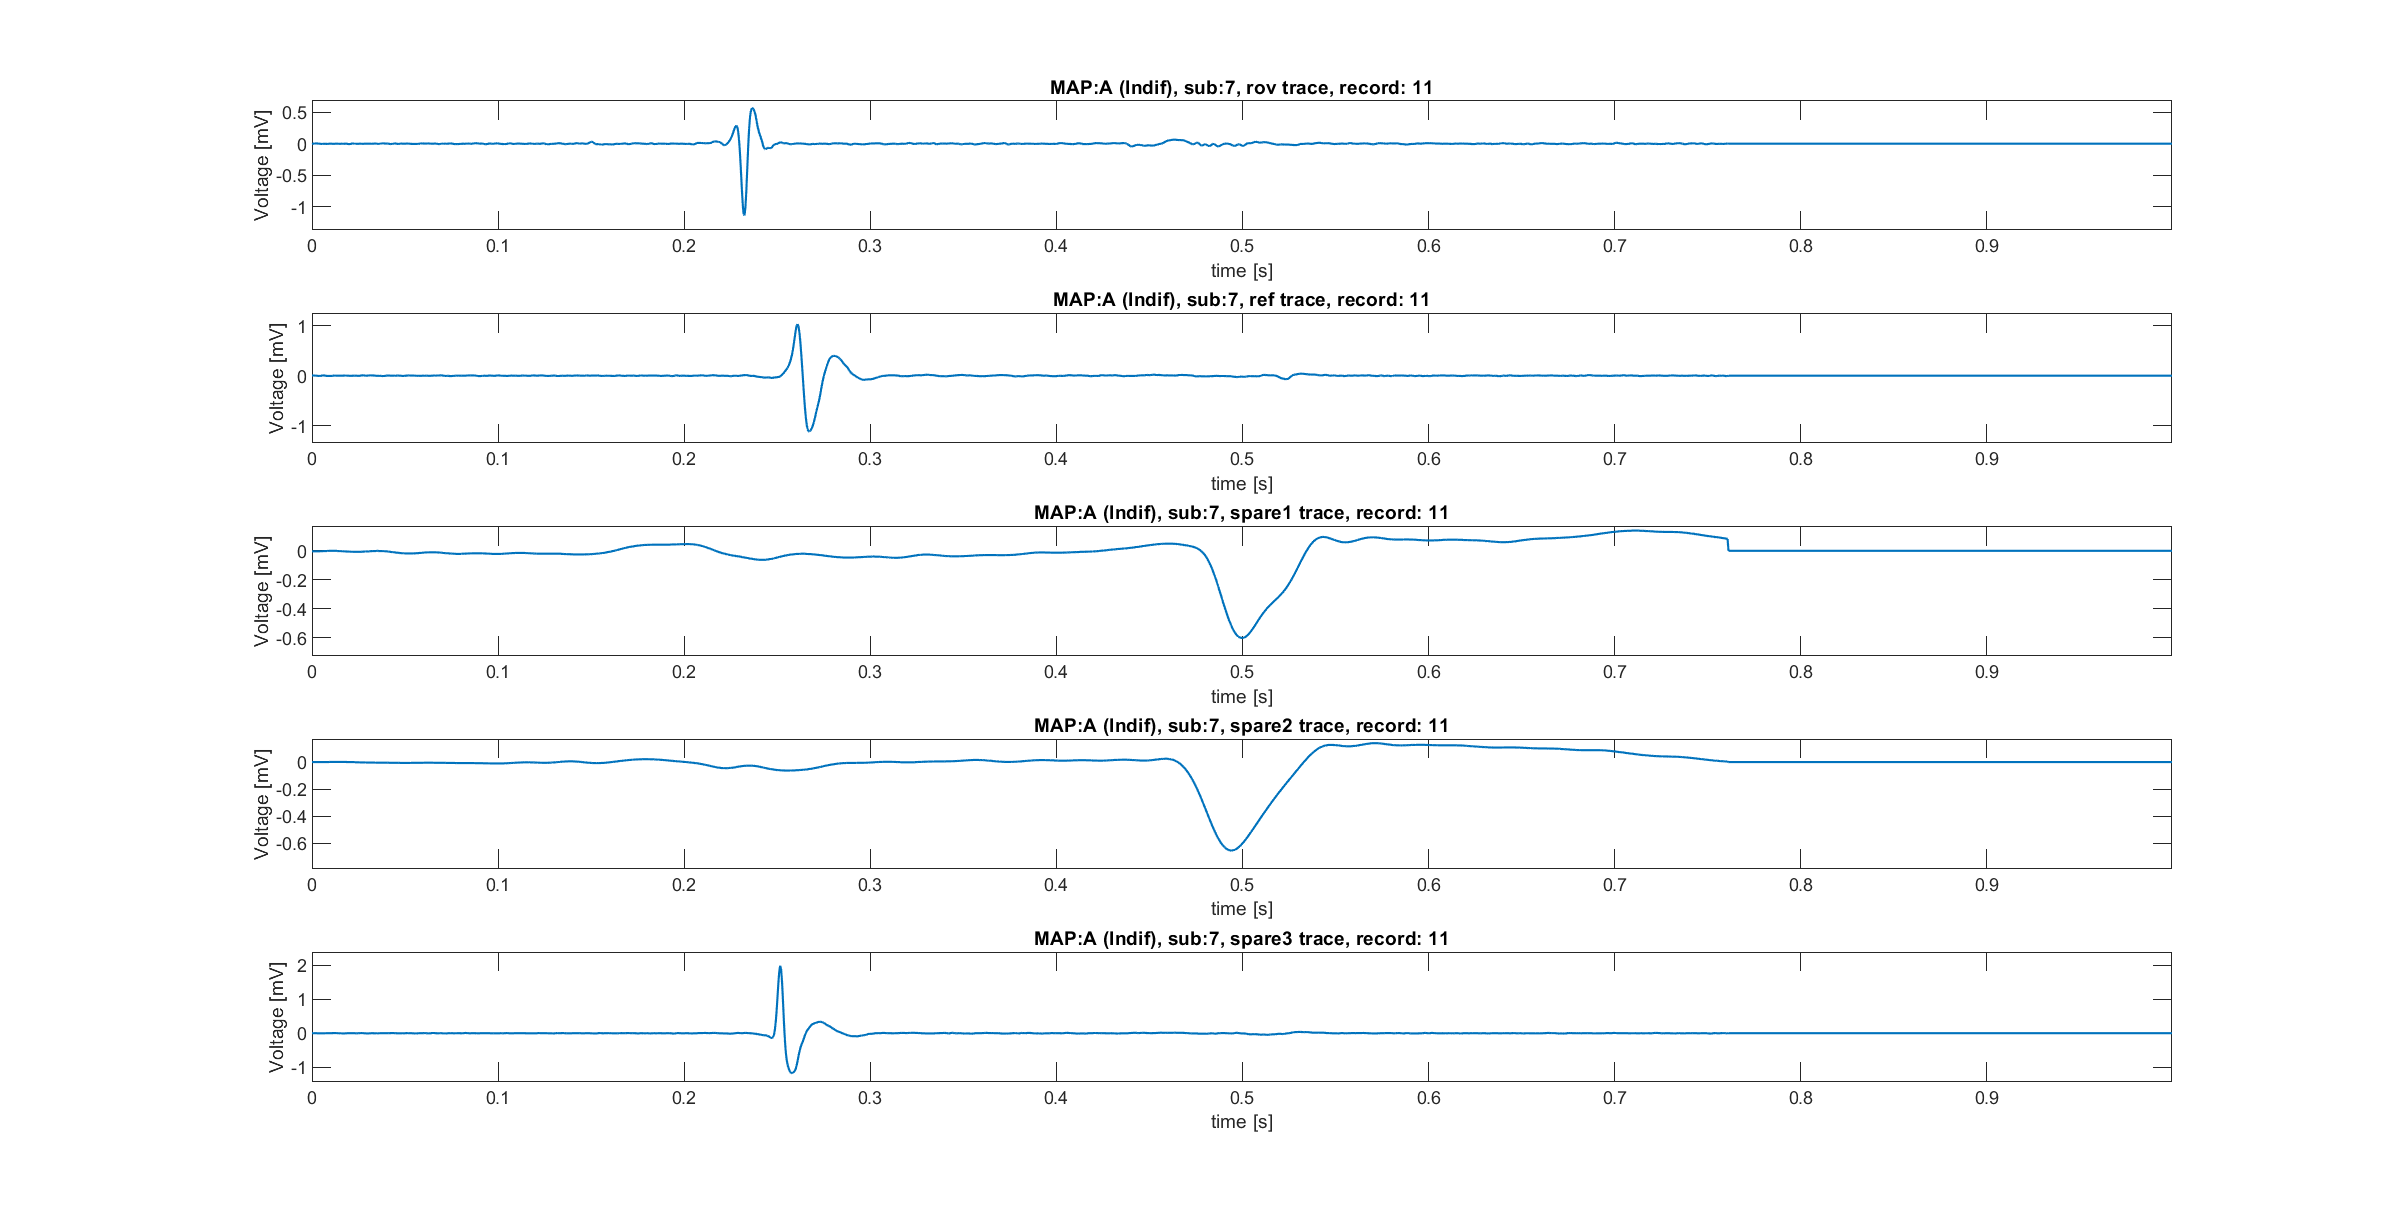 MAP:A (Indif), sub:7, rov trace, record: 11
Voltage [mV]
0.5
0
-0.5
-1
0 0.1 0.2 0.3 0.4 0.5 0.6 0.7 0.8 0.9
time [s]
MAP:A (Indif), sub:7, ref trace, record: 11
Voltage [mV]
1
0
-1
0 0.1 0.2 0.3 0.4 0.5 0.6 0.7 0.8 0.9
time [s]
MAP:A (Indif), sub:7, spare1 trace, record: 11
Voltage [mV]
0
-0.2
-0.4
-0.6
0 0.1 0.2 0.3 0.4 0.5 0.6 0.7 0.8 0.9
time [s]
MAP:A (Indif), sub:7, spare2 trace, record: 11
Voltage [mV]
0
-0.2
-0.4
-0.6
0 0.1 0.2 0.3 0.4 0.5 0.6 0.7 0.8 0.9
time [s]
MAP:A (Indif), sub:7, spare3 trace, record: 11
Voltage [mV]
2
1
0
-1
0 0.1 0.2 0.3 0.4 0.5 0.6 0.7 0.8 0.9
time [s]